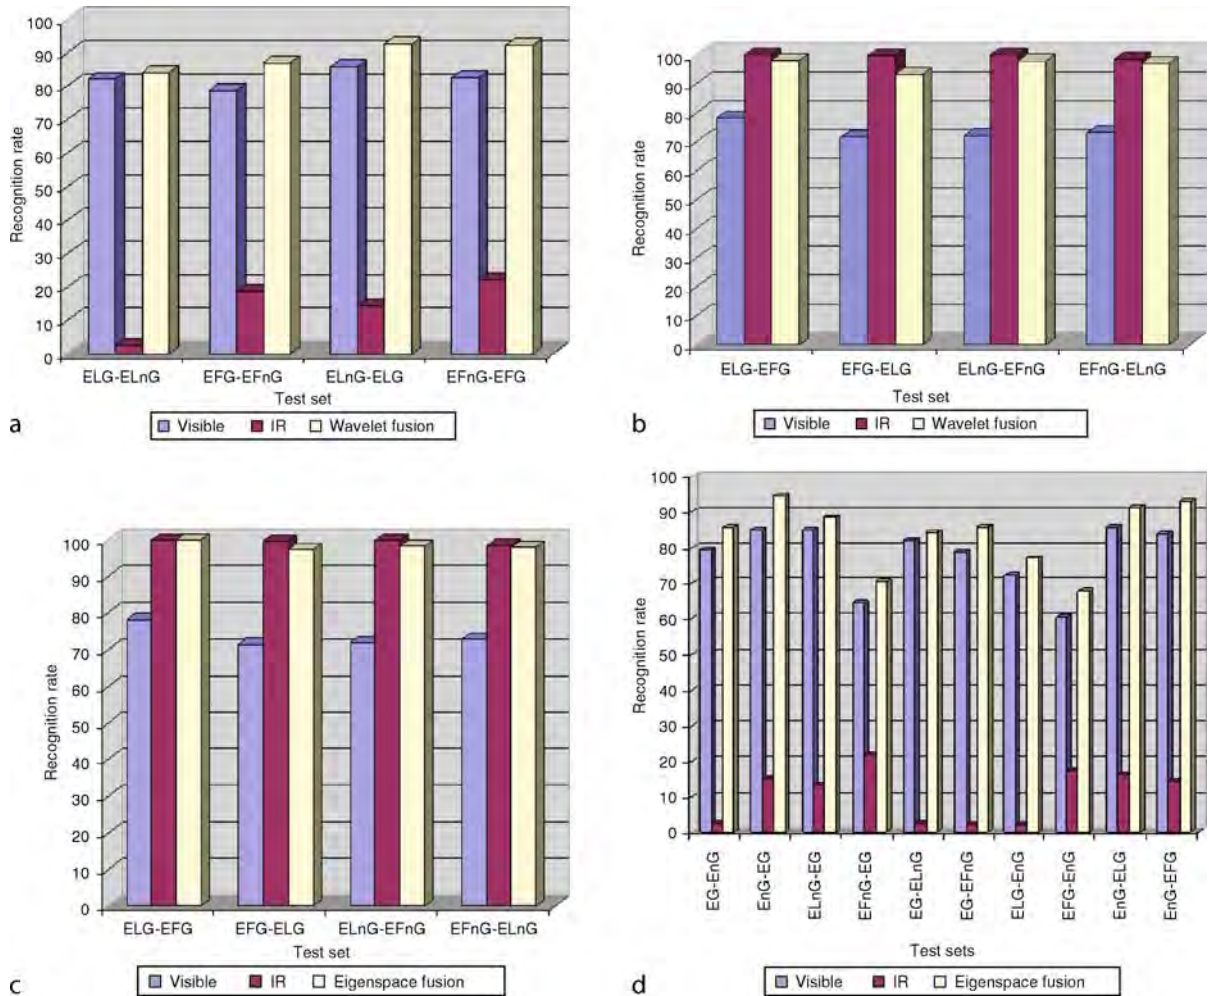 100
90
80
70
60
50
40
30
20
10
0
Recognition rate
ELG-ELnG EFG-EFnG ELnG-ELG EFnG-EFG
Test set
Visible IR Wavelet fusion
a
100
90
80
70
60
50
40
30
20
10
0
Recognition rate
ELG-EFG EFG-ELG ELnG-EFnG EFnG-ELnG
Test set
Visible IR Wavelet fusion
b
100
90
80
70
60
50
40
30
20
10
0
Recognition rate
ELG-EFG EFG-ELG ELnG-EFnG EFnG-ELnG
Test set
Visible IR Eigenspace fusion
c
100
90
80
70
60
50
40
30
20
10
0
Recognition rate
EG-EnG
EnG-EG
ELnG-EG
EFnG-EG
EG-ELnG
EG-EFnG
ELG-EnG
EFG-EnG
EnG-ELG
EnG-EFG
Test sets
Visible IR Eigenspace fusion
d